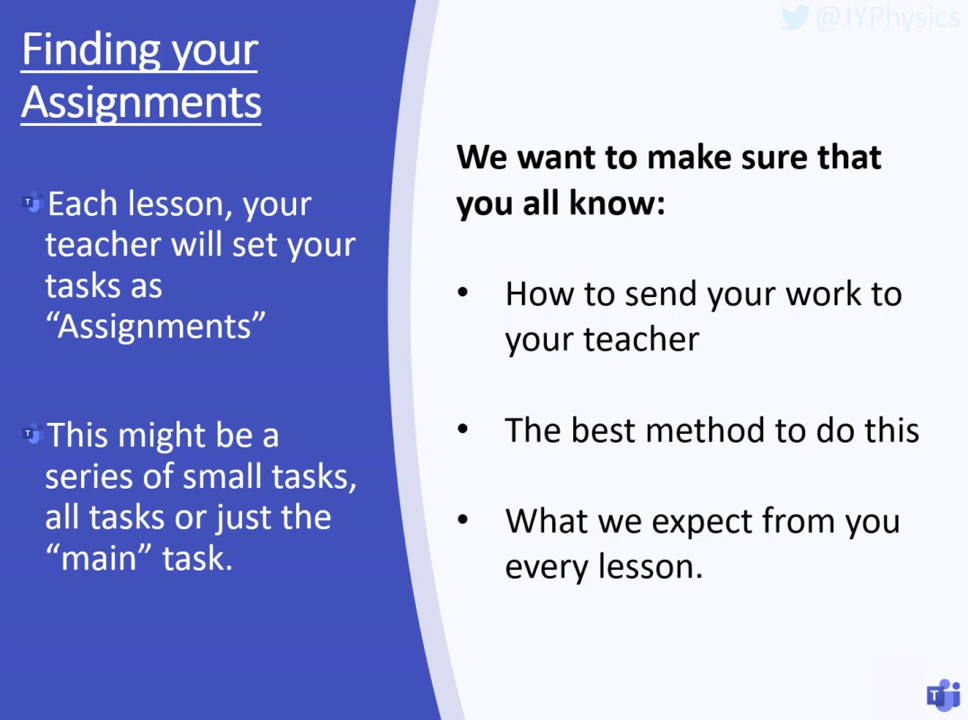 @JYPhysics
Finding your
Assignments
Each lesson, your
teacher will set your
tasks as
“Assignments”
This might be a
series of small tasks,
all tasks or just the
“main” task.
We want to make sure that
you all know:
• How to send your work to
your teacher
• The best method to do this
• What we expect from you
every lesson.